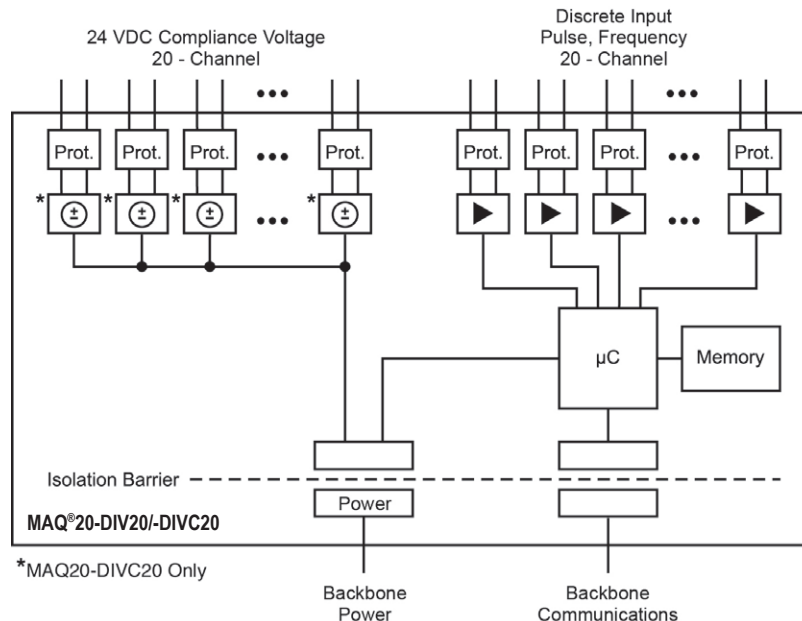 24 VDC Compliance Voltage
20 - Channel
Discrete Input
Pulse, Frequency
20 - Channel
•••
•••
Prot. Prot. Prot. ••• Prot.
Prot. Prot. Prot. ••• Prot.
* ± * ± * ± ••• * ±
•••
µC
Memory
Isolation Barrier
Power
MAQ®20-DIV20/-DIVC20
*MAQ20-DIVC20 Only
Backbone
Power
Backbone
Communications